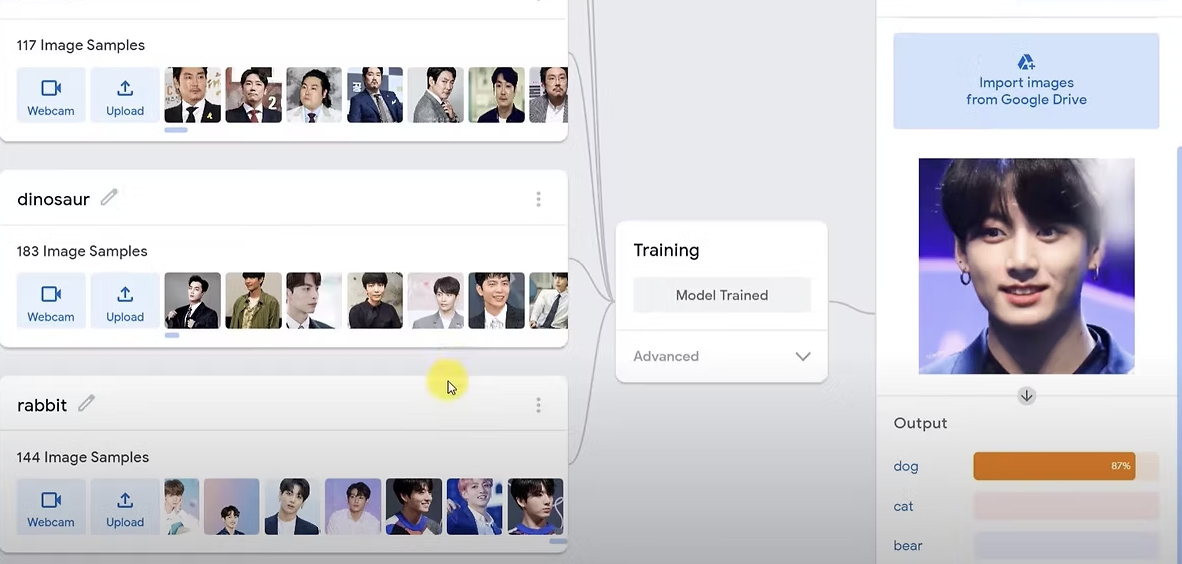 117 Image Samples
Webcam
Upload
dinosaur
183 Image Samples
Webcam
Upload
rabbit
144 Image Samples
Webcam
Upload
Training
Model Trained
Advanced
Import images
from Google Drive
Output
dog
87%
cat
bear